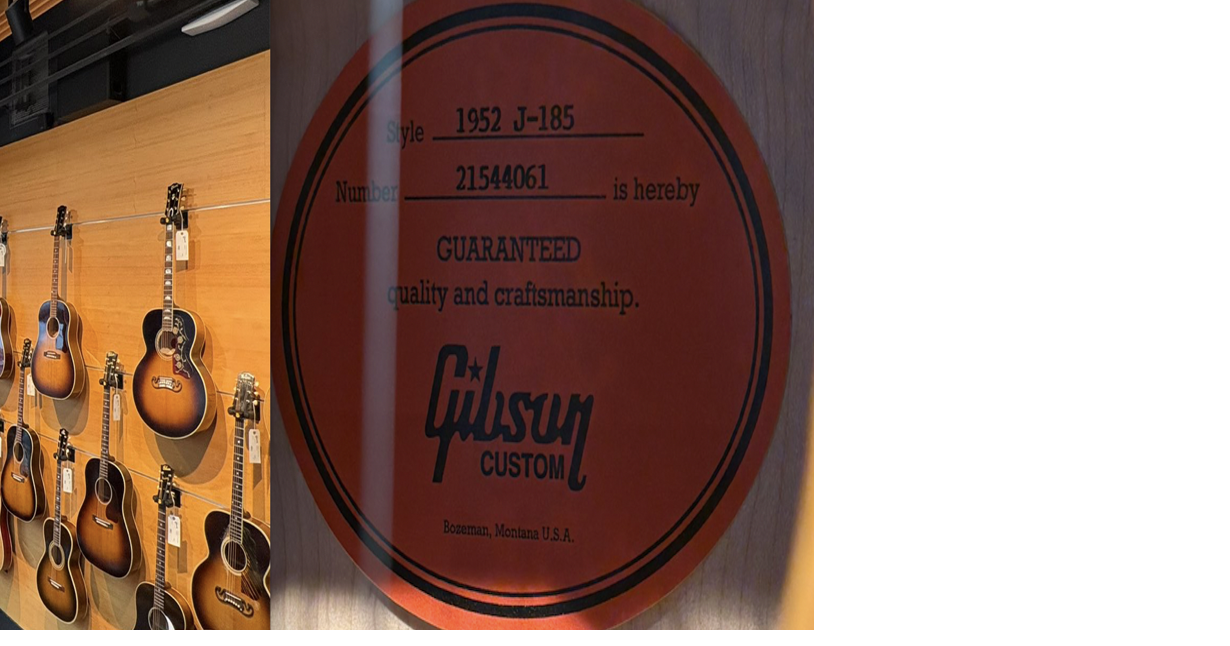 Style 1952 J-185
Number 21544061 is hereby
GUARANTEED
quality and craftsmanship.
Gibson
CUSTOM
Bozeman, Montana U.S.A.